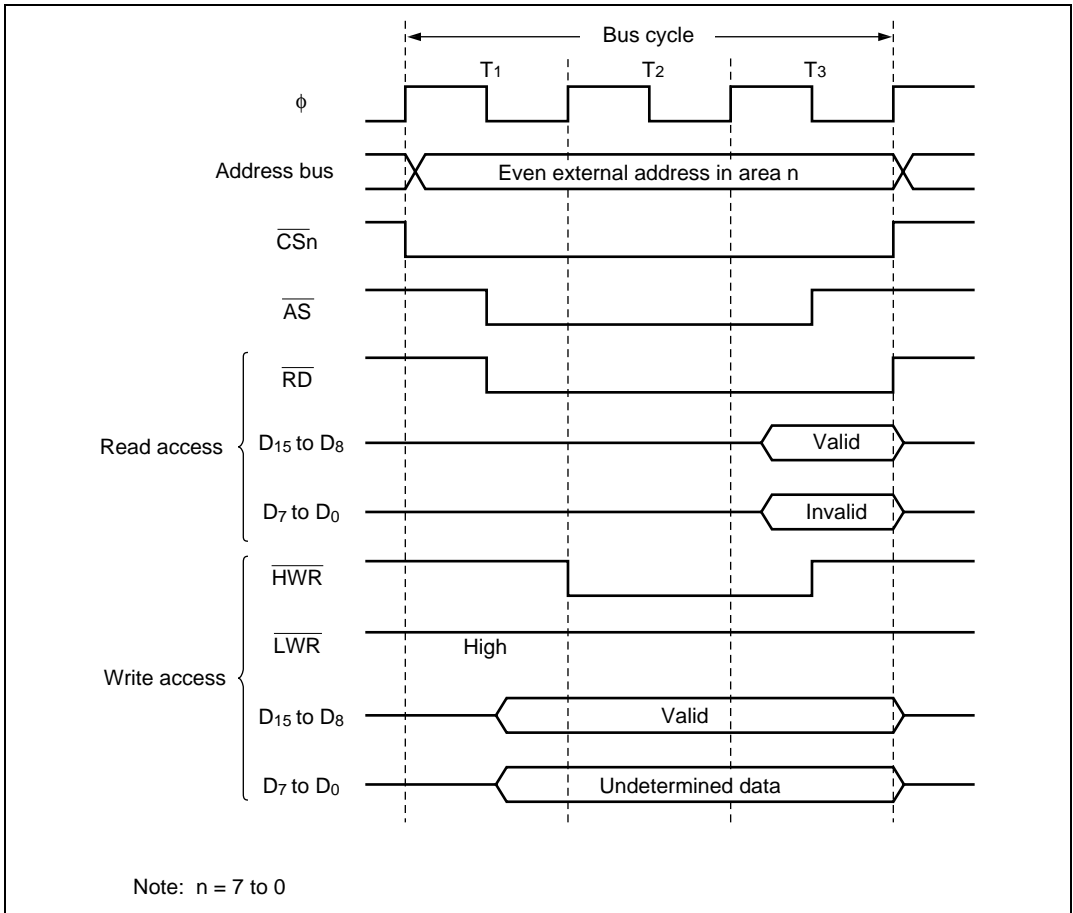 Bus cycle
T1 T2 T3
φ
Address bus Even external address in area n
CSn
AS
RD
Read access D15 to D8 Valid
D7 to D0 Invalid
HWR
LWR High
Write access
D15 to D8 Valid
D7 to D0 Undetermined data
Note: n = 7 to 0